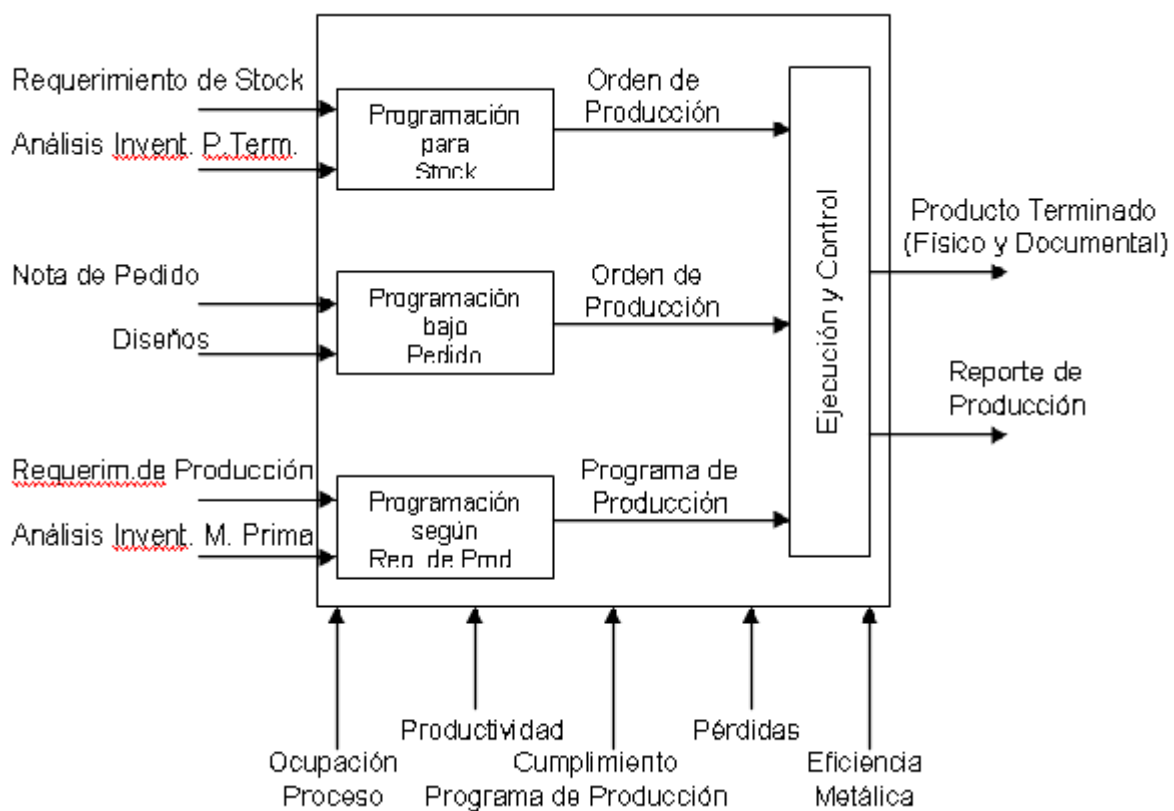 Requerimiento de Stock
Análisis Invent. P.Term.
Programación
para
Stock
Orden de
Producción
Nota de Pedido
Diseños
Programación
bajo
Pedido
Orden de
Producción
Requerim.de Producción
Análisis Invent. M. Prima
Programación
según
Req. de Prod
Programa de
Producción
Ejecución y Control
Producto Terminado
(Físico y Documental)
Reporte de
Producción
Ocupación
Proceso
Productividad
Cumplimiento
Programa de Producción
Pérdidas
Eficiencia
Metálica